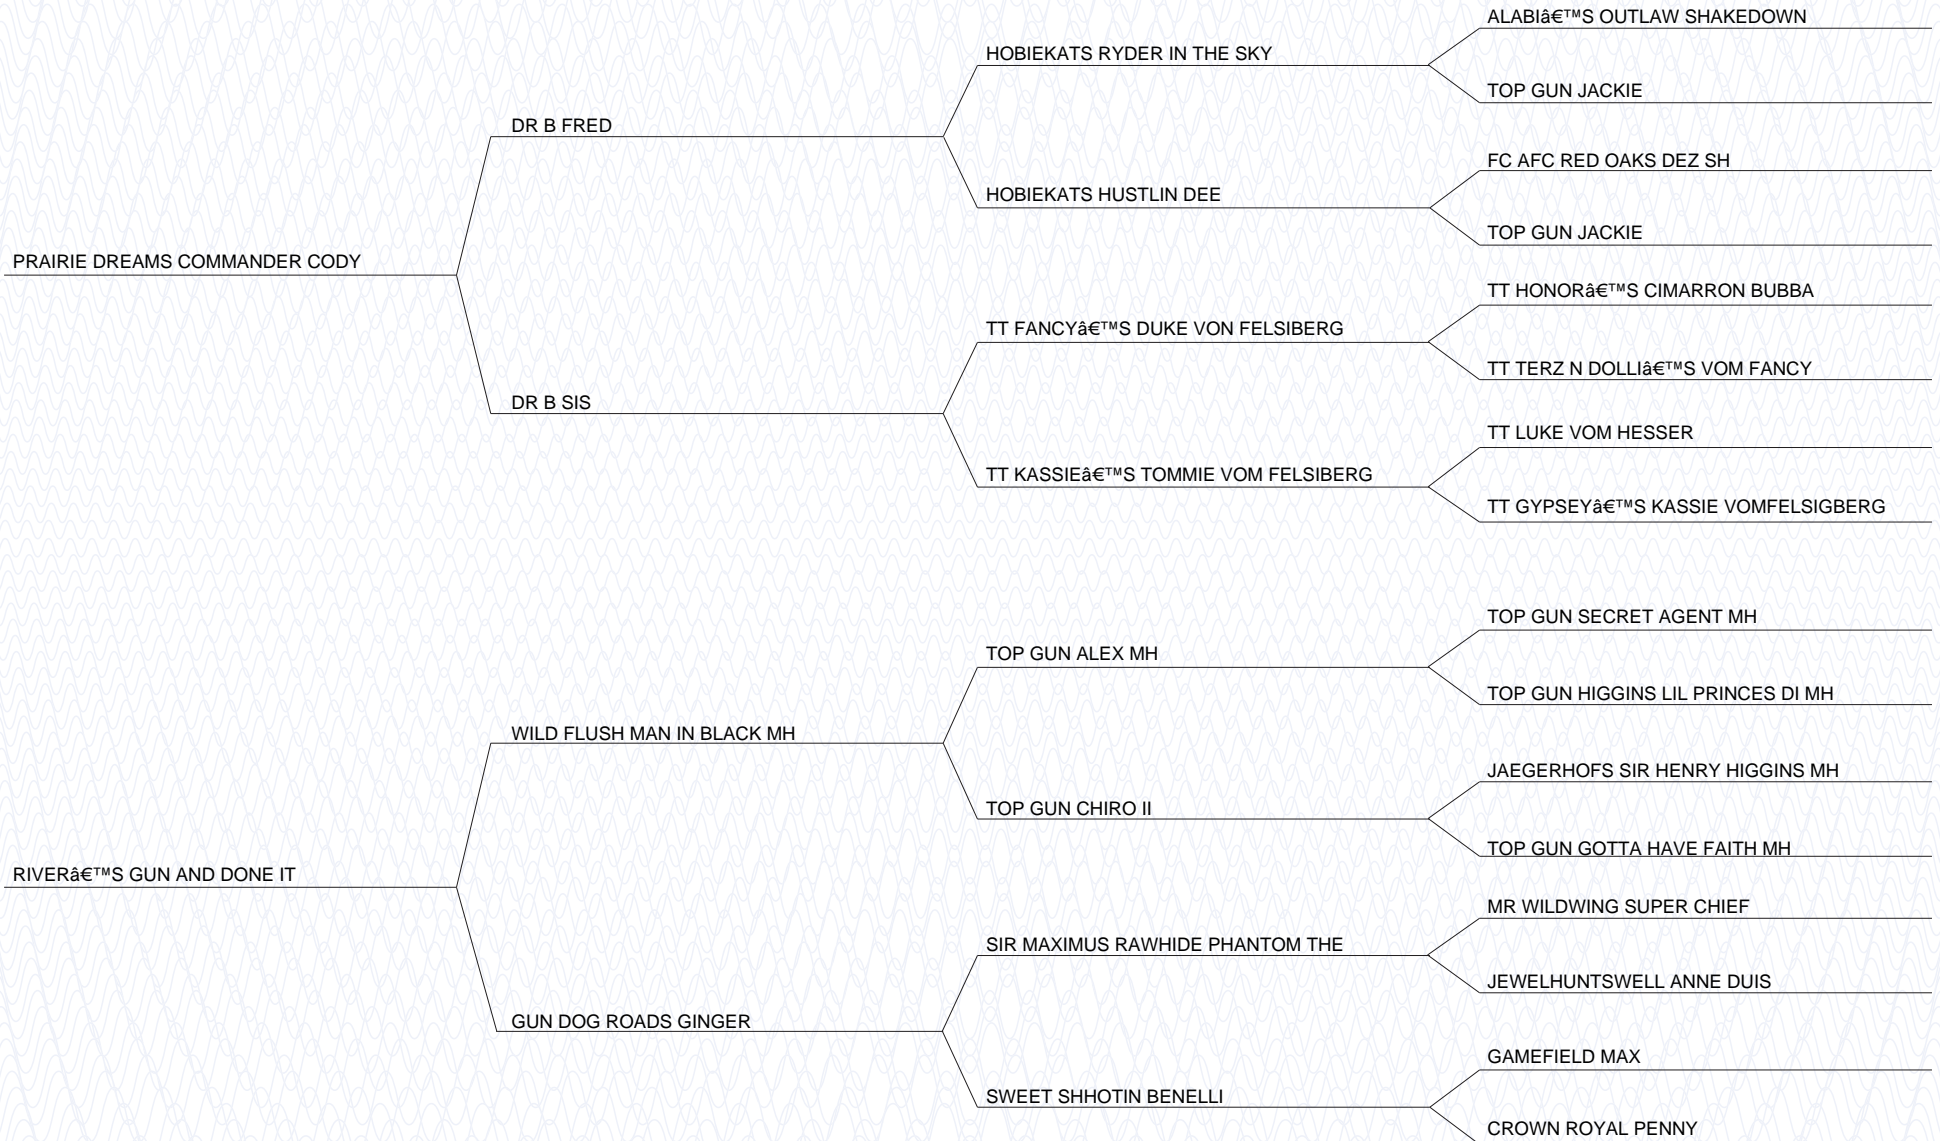 ALABIâ€™S OUTLAW SHAKEDOWN
HOBIEKATS RYDER IN THE SKY
TOP GUN JACKIE
DR B FRED
FC AFC RED OAKS DEZ SH
HOBIEKATS HUSTLIN DEE
TOP GUN JACKIE
PRAIRIE DREAMS COMMANDER CODY
TT HONORâ€™S CIMARRON BUBBA
TT FANCYâ€™S DUKE VON FELSIBERG
TT TERZ N DOLLIâ€™S VOM FANCY
DR B SIS
TT LUKE VOM HESSER
TT KASSIEâ€™S TOMMIE VOM FELSIBERG
TT GYPSEYâ€™S KASSIE VOMFELSIGBERG
TOP GUN SECRET AGENT MH
TOP GUN ALEX MH
TOP GUN HIGGINS LIL PRINCES DI MH
WILD FLUSH MAN IN BLACK MH
JAEGERHOFS SIR HENRY HIGGINS MH
TOP GUN CHIRO II
TOP GUN GOTTA HAVE FAITH MH
RIVERâ€™S GUN AND DONE IT
MR WILDWING SUPER CHIEF
SIR MAXIMUS RAWHIDE PHANTOM THE
JEWELHUNTSWELL ANNE DUIS
GUN DOG ROADS GINGER
GAMEFIELD MAX
SWEET SHHOTIN BENELLI
CROWN ROYAL PENNY